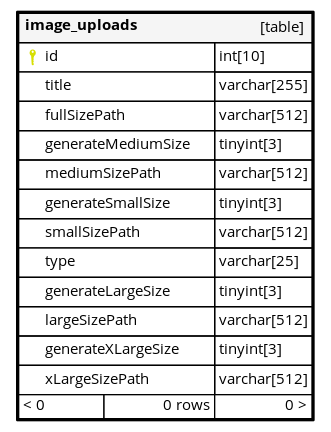 image_uploads [table]
id int[10]
title varchar[255]
fullSizePath varchar[512]
generateMediumSize tinyint[3]
mediumSizePath varchar[512]
generateSmallSize tinyint[3]
smallSizePath varchar[512]
type varchar[25]
generateLargeSize tinyint[3]
largeSizePath varchar[512]
generateXLargeSize tinyint[3]
xLargeSizePath varchar[512]
< 0 0 rows 0 >